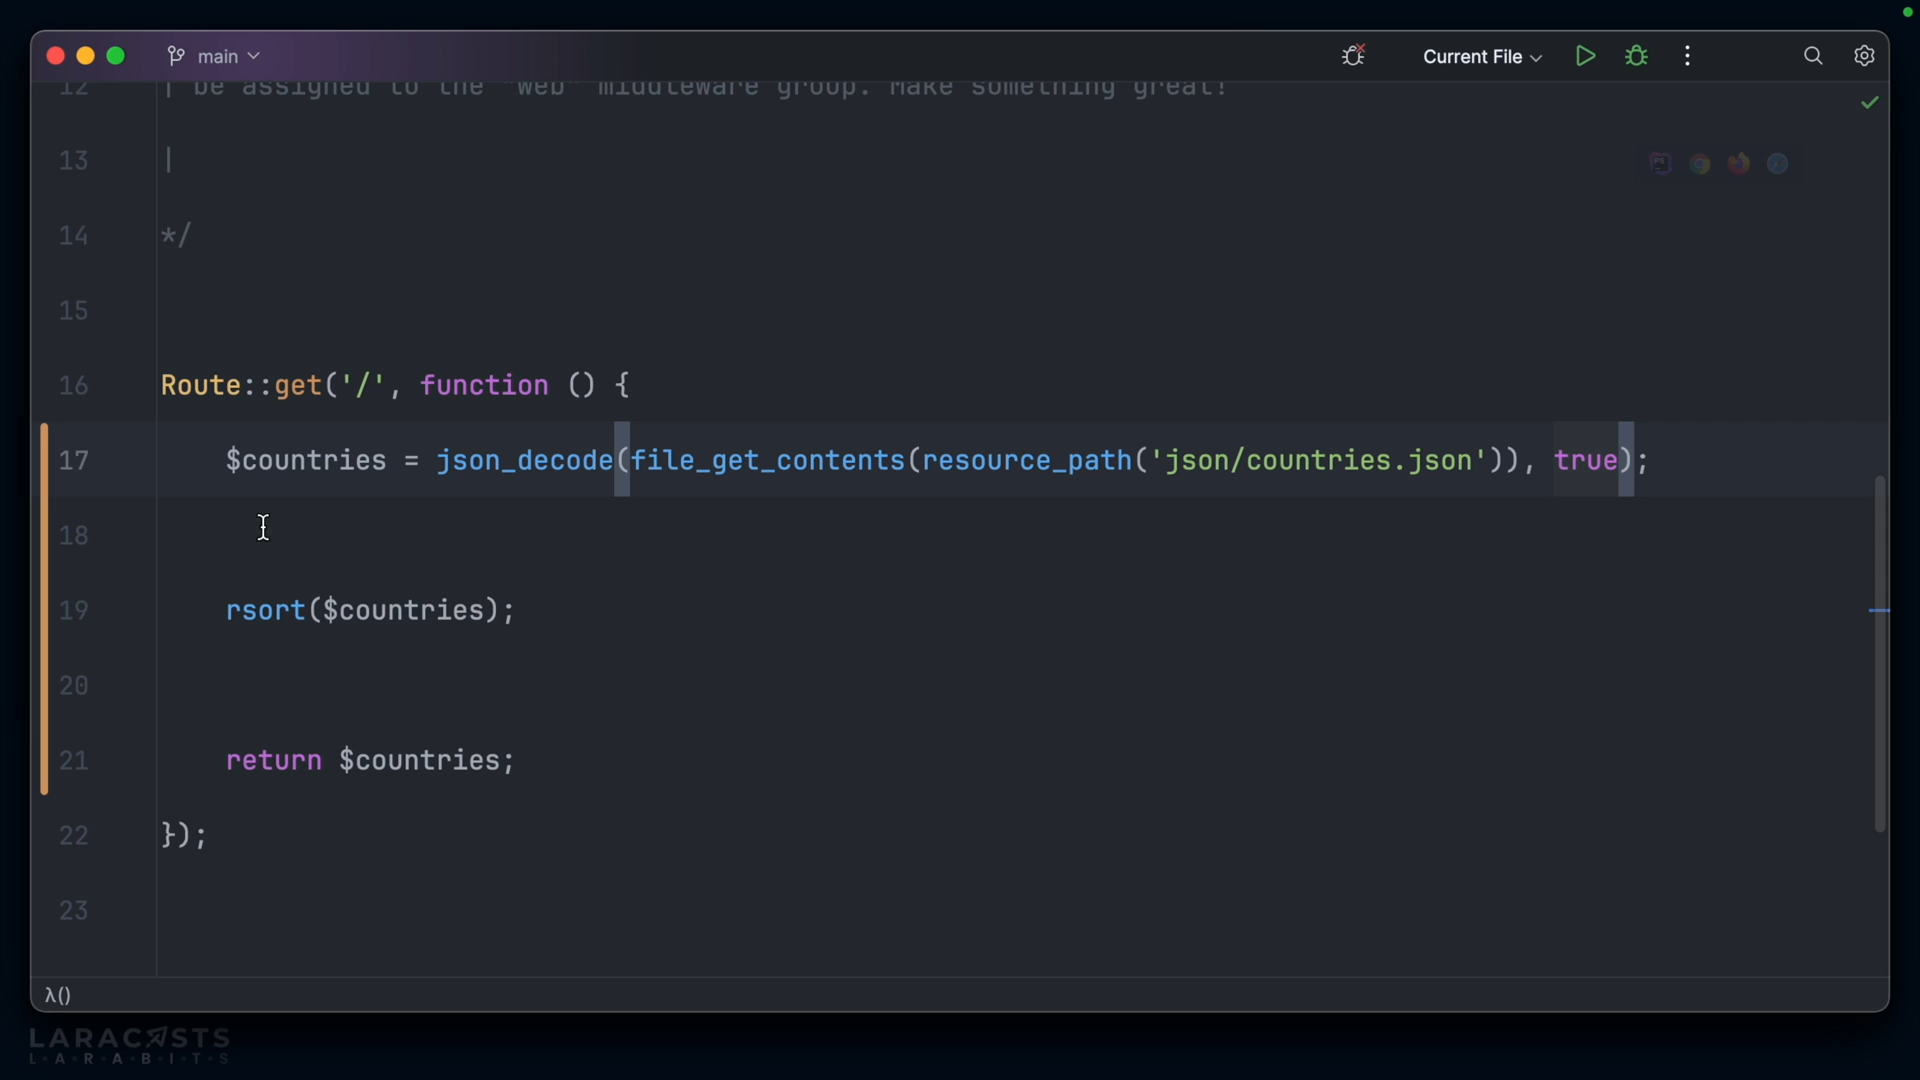 main
Current File
12 | be assigned to the "web" middleware group. Make something great!
13 |
14 */
15
16 Route::get('/', function () {
17 $countries = json_decode(file_get_contents(resource_path('json/countries.json')), true);
18
19 rsort($countries);
20
21 return $countries;
22 });
23
λ()
LARACASTS
L·A·R·A·B·I·T·S